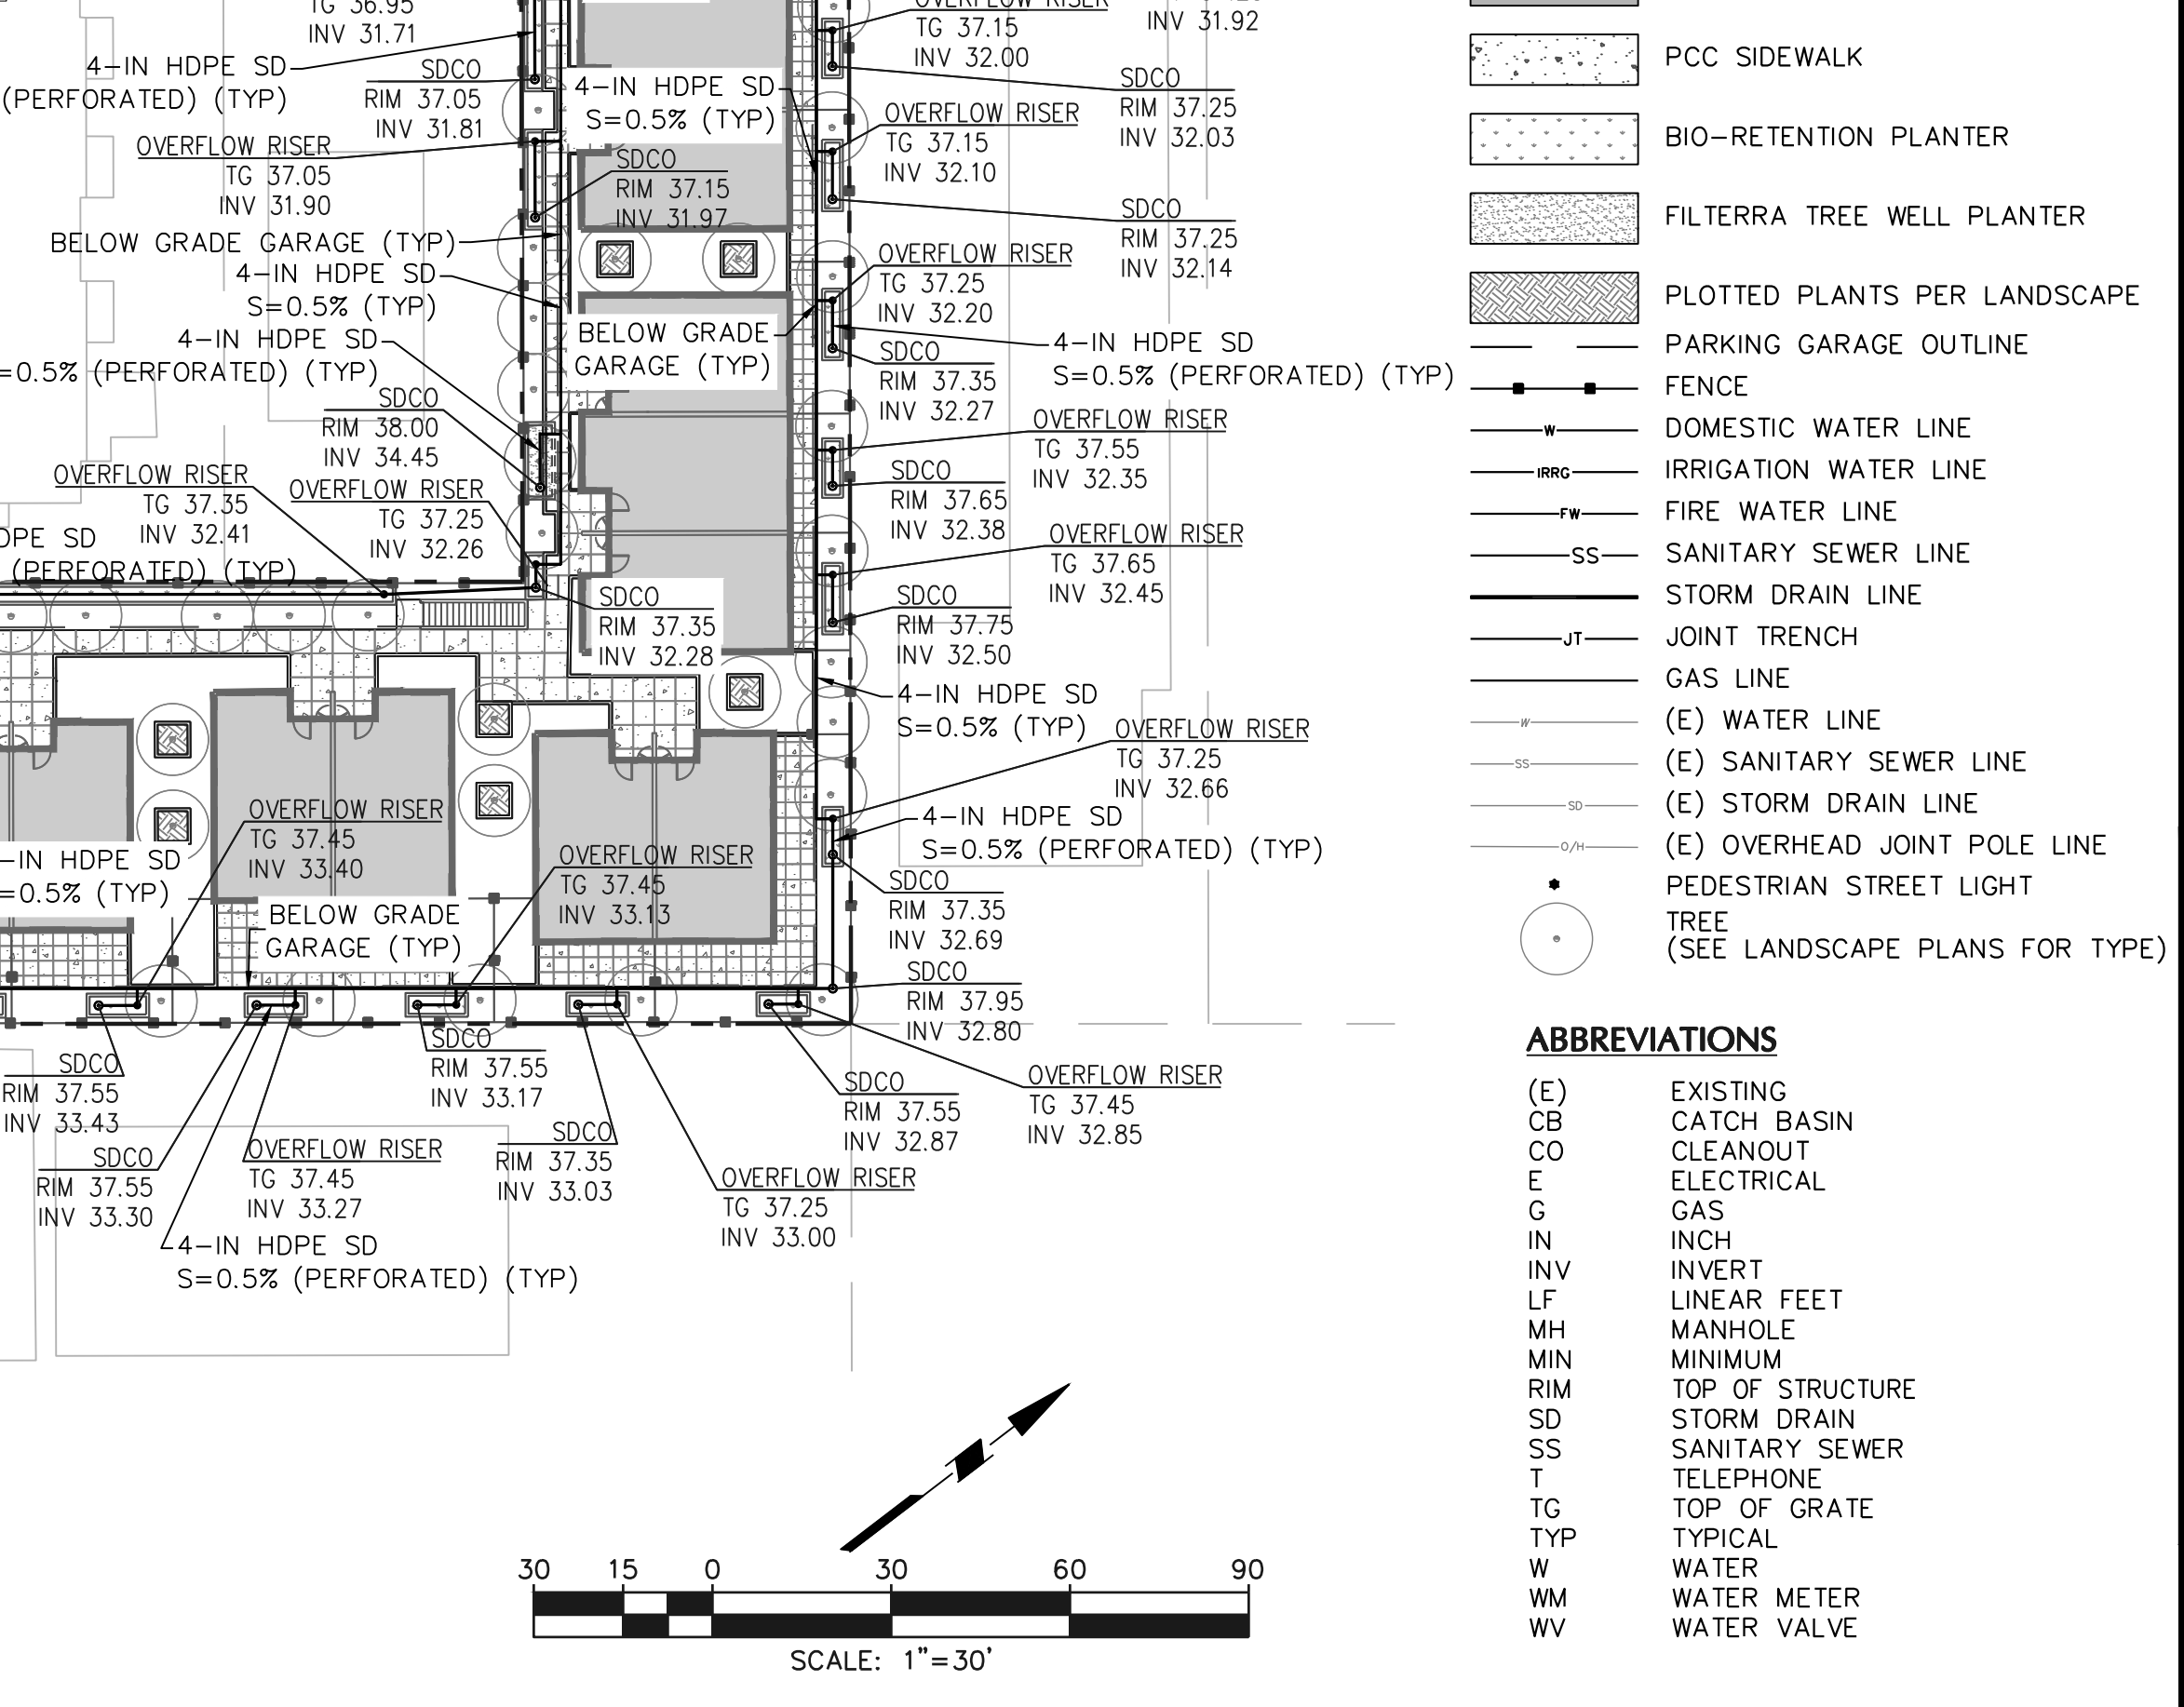 TG 36.95
INV 31.71
4-IN HDPE SD
(PERFORATED) (TYP)
SDCO
RIM 37.05
INV 31.81
OVERFLOW RISER
TG 37.05
INV 31.90
4-IN HDPE SD
S=0.5% (TYP)
SDCO
RIM 37.15
INV 31.97
BELOW GRADE GARAGE (TYP)
4-IN HDPE SD
S=0.5% (TYP)
4-IN HDPE SD
=0.5% (PERFORATED) (TYP)
SDCO
RIM 38.00
INV 34.45
OVERFLOW RISER
TG 37.35
INV 32.41
OVERFLOW RISER
TG 37.25
INV 32.26
DPE SD
(PERFORATED) (TYP)
BELOW GRADE
GARAGE (TYP)
SDCO
RIM 37.35
INV 32.28
OVERFLOW RISER
TG 37.15
INV 32.00
INV 31.92
SDCO
RIM 37.25
INV 32.03
OVERFLOW RISER
TG 37.15
INV 32.10
SDCO
RIM 37.25
INV 32.14
OVERFLOW RISER
TG 37.25
INV 32.20
4-IN HDPE SD
S=0.5% (PERFORATED) (TYP)
SDCO
RIM 37.35
INV 32.27
OVERFLOW RISER
TG 37.55
INV 32.35
SDCO
RIM 37.65
INV 32.38
OVERFLOW RISER
TG 37.65
INV 32.45
SDCO
RIM 37.75
INV 32.50
4-IN HDPE SD
S=0.5% (TYP)
OVERFLOW RISER
TG 37.25
INV 32.66
4-IN HDPE SD
S=0.5% (PERFORATED) (TYP)
SDCO
RIM 37.35
INV 32.69
SDCO
RIM 37.95
INV 32.80
OVERFLOW RISER
TG 37.45
INV 33.40
-IN HDPE SD
=0.5% (TYP)
BELOW GRADE
GARAGE (TYP)
OVERFLOW RISER
TG 37.45
INV 33.13
SDCO
RIM 37.55
INV 33.43
SDCO
RIM 37.55
INV 33.30
OVERFLOW RISER
TG 37.45
INV 33.27
4-IN HDPE SD
S=0.5% (PERFORATED) (TYP)
SDCO
RIM 37.55
INV 33.17
SDCO
RIM 37.35
INV 33.03
OVERFLOW RISER
TG 37.25
INV 33.00
SDCO
RIM 37.55
INV 32.87
OVERFLOW RISER
TG 37.45
INV 32.85
30 15 0 30 60 90
SCALE: 1"=30'
PCC SIDEWALK
BIO-RETENTION PLANTER
FILTERRA TREE WELL PLANTER
PLOTTED PLANTS PER LANDSCAPE
PARKING GARAGE OUTLINE
FENCE
W DOMESTIC WATER LINE
IRRG IRRIGATION WATER LINE
FW FIRE WATER LINE
SS SANITARY SEWER LINE
STORM DRAIN LINE
JT JOINT TRENCH
GAS LINE
W (E) WATER LINE
SS (E) SANITARY SEWER LINE
SD (E) STORM DRAIN LINE
O/H (E) OVERHEAD JOINT POLE LINE
PEDESTRIAN STREET LIGHT
TREE
(SEE LANDSCAPE PLANS FOR TYPE)
ABBREVIATIONS
(E) EXISTING
CB CATCH BASIN
CO CLEANOUT
E ELECTRICAL
G GAS
IN INCH
INV INVERT
LF LINEAR FEET
MH MANHOLE
MIN MINIMUM
RIM TOP OF STRUCTURE
SD STORM DRAIN
SS SANITARY SEWER
T TELEPHONE
TG TOP OF GRATE
TYP TYPICAL
W WATER
WM WATER METER
WV WATER VALVE